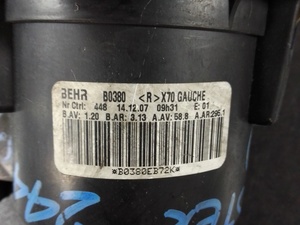 BEHR B0380 <R>X70 GAUCHE
Nr Ctrl: 448 14.12.07 09h31 E: 01
B.AV: 1.20 B.AR: 3.13 A.AV: 58.8 A.AR:295.1
*B0380EB72K*